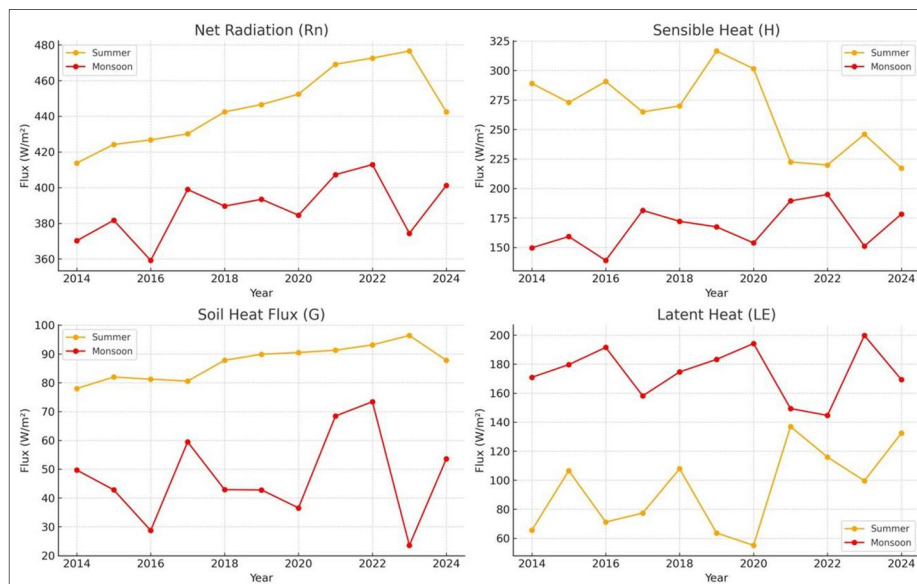 Net Radiation (Rn)
480
460
440
420
400
380
360
Flux (W/m²)
Summer
Monsoon
2014
2016
2018
2020
2022
2024
Year
Sensible Heat (H)
325
300
275
250
225
200
175
150
Flux (W/m²)
Summer
Monsoon
2014
2016
2018
2020
2022
2024
Year
Soil Heat Flux (G)
100
90
80
70
60
50
40
30
20
Flux (W/m²)
Summer
Monsoon
2014
2016
2018
2020
2022
2024
Year
Latent Heat (LE)
200
180
160
140
120
100
80
60
Flux (W/m²)
Summer
Monsoon
2014
2016
2018
2020
2022
2024
Year